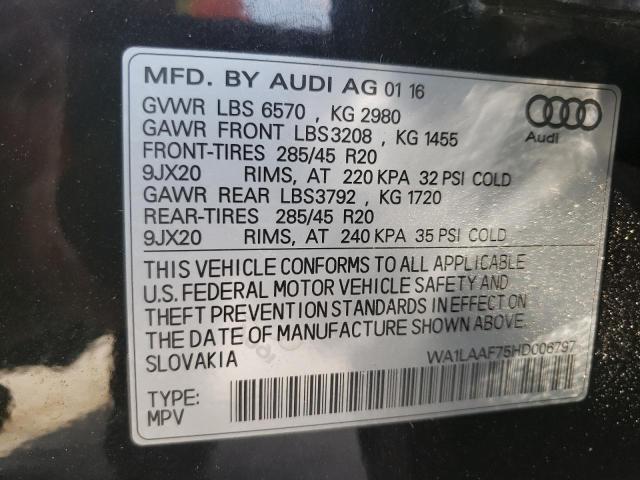 MFD. BY AUDI AG 01 16
GVWR LBS 6570 , KG 2980
GAWR FRONT LBS3208 , KG 1455
FRONT-TIRES 285/45 R20
9JX20 RIMS, AT 220 KPA 32 PSI COLD
GAWR REAR LBS3792 , KG 1720
REAR-TIRES 285/45 R20
9JX20 RIMS, AT 240 KPA 35 PSI COLD
Audi
THIS VEHICLE CONFORMS TO ALL APPLICABLE
U.S. FEDERAL MOTOR VEHICLE SAFETY AND
THEFT PREVENTION STANDARDS IN EFFECT ON
THE DATE OF MANUFACTURE SHOWN ABOVE.
SLOVAKIA
WA1LAAF75HD006797
TYPE:
MPV